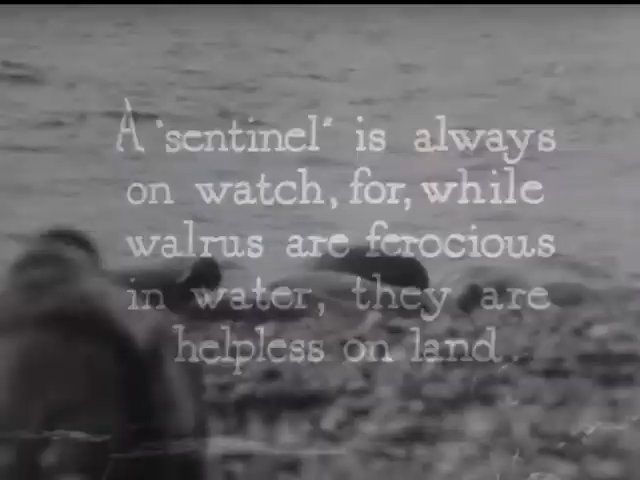 A "sentinel" is always
on watch, for, while
walrus are ferocious
in water, they are
helpless on land.